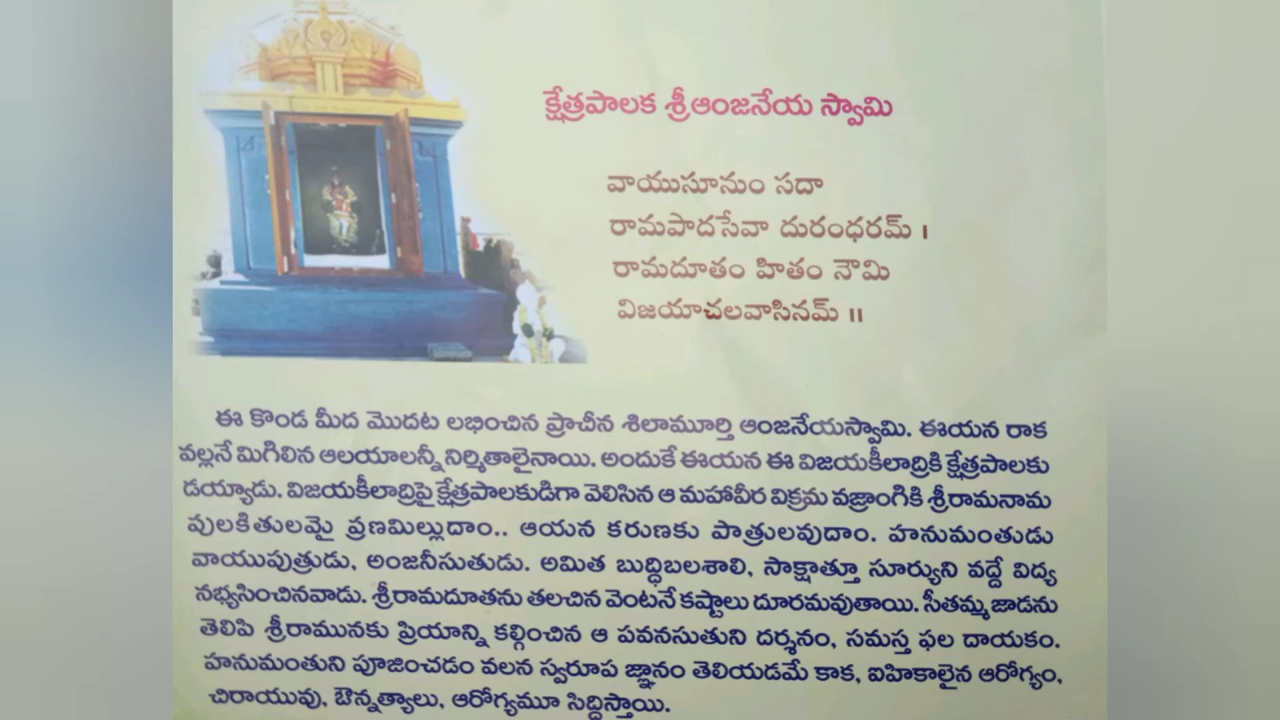 క్షేత్రపాలక శ్రీఆంజనేయ స్వామి
వాయుసూనుం సదా
రామపాదసేవా దురంధరమ్ ।
రామదూతం హితం నౌమి
విజయాచలవాసినమ్ ॥
ఈ కొండ మీద మొదట లభించిన ప్రాచీన శిలామూర్తి ఆంజనేయస్వామి. ఈయన రాక
వల్లనే మిగిలిన ఆలయాలన్నీ నిర్మితాలైనాయి. అందుకే ఈయన ఈ విజయకీలాద్రికి క్షేత్రపాలకు
డయ్యాడు. విజయకీలాద్రిపై క్షేత్రపాలకుడిగా వెలిసిన ఆ మహావీర విక్రమ వజ్రాంగికి శ్రీరామనామ
పులకితులమై ప్రణమిల్లుదాం.. ఆయన కరుణకు పాత్రులవుదాం. హనుమంతుడు
వాయుపుత్రుడు, అంజనీసుతుడు. అమిత బుద్ధిబలశాలి, సాక్షాత్తూ సూర్యుని వద్దే విద్య
నభ్యసించినవాడు. శ్రీరామదూతను తలచిన వెంటనే కష్టాలు దూరమవుతాయి. సీతమ్మ జాడను
తెలిపి శ్రీరామునకు ప్రియాన్ని కల్గించిన ఆ పవనసుతుని దర్శనం, సమస్త ఫల దాయకం.
హనుమంతుని పూజించడం వలన స్వరూప జ్ఞానం తెలియడమే కాక, ఐహికాలైన ఆరోగ్యం,
చిరాయువు, ఔన్నత్యాలు, ఆరోగ్యమూ సిద్దిస్తాయి.